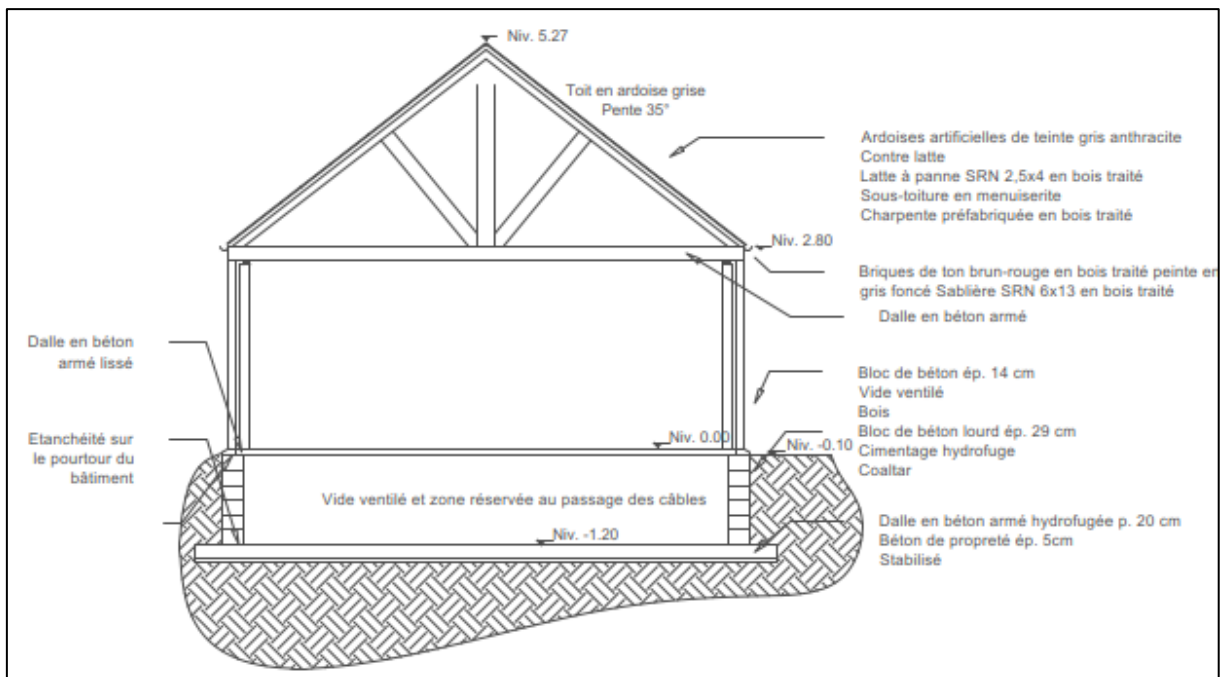 Niv. 5.27
Toit en ardoise grise
Pente 35°
Ardoises artificielles de teinte gris anthracite
Contre latte
Latte à panne SRN 2,5x4 en bois traité
Sous-toiture en menuiserite
Charpente préfabriquée en bois traité
Niv. 2.80
Briques de ton brun-rouge en bois traité peinte en
gris foncé Sablière SRN 6x13 en bois traité
Dalle en béton armé
Dalle en béton
armé lissé
Bloc de béton ép. 14 cm
Vide ventilé
Bois
Bloc de béton lourd ép. 29 cm
Cimentage hydrofuge
Coaltar
Etanchéité sur
le pourtour du
bâtiment
Niv. 0.00
Niv. -0.10
Vide ventilé et zone réservée au passage des câbles
Niv. -1.20
Dalle en béton armé hydrofugée p. 20 cm
Béton de propreté ép. 5cm
Stabilisé